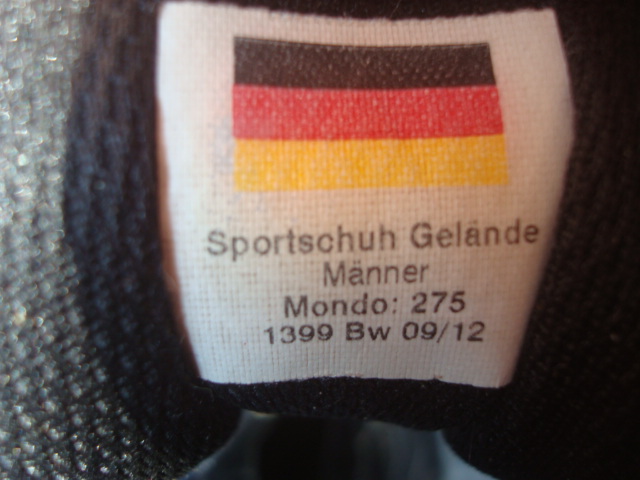 Sportschuh Gelände
Männer
Mondo: 275
1399 Bw 09/12